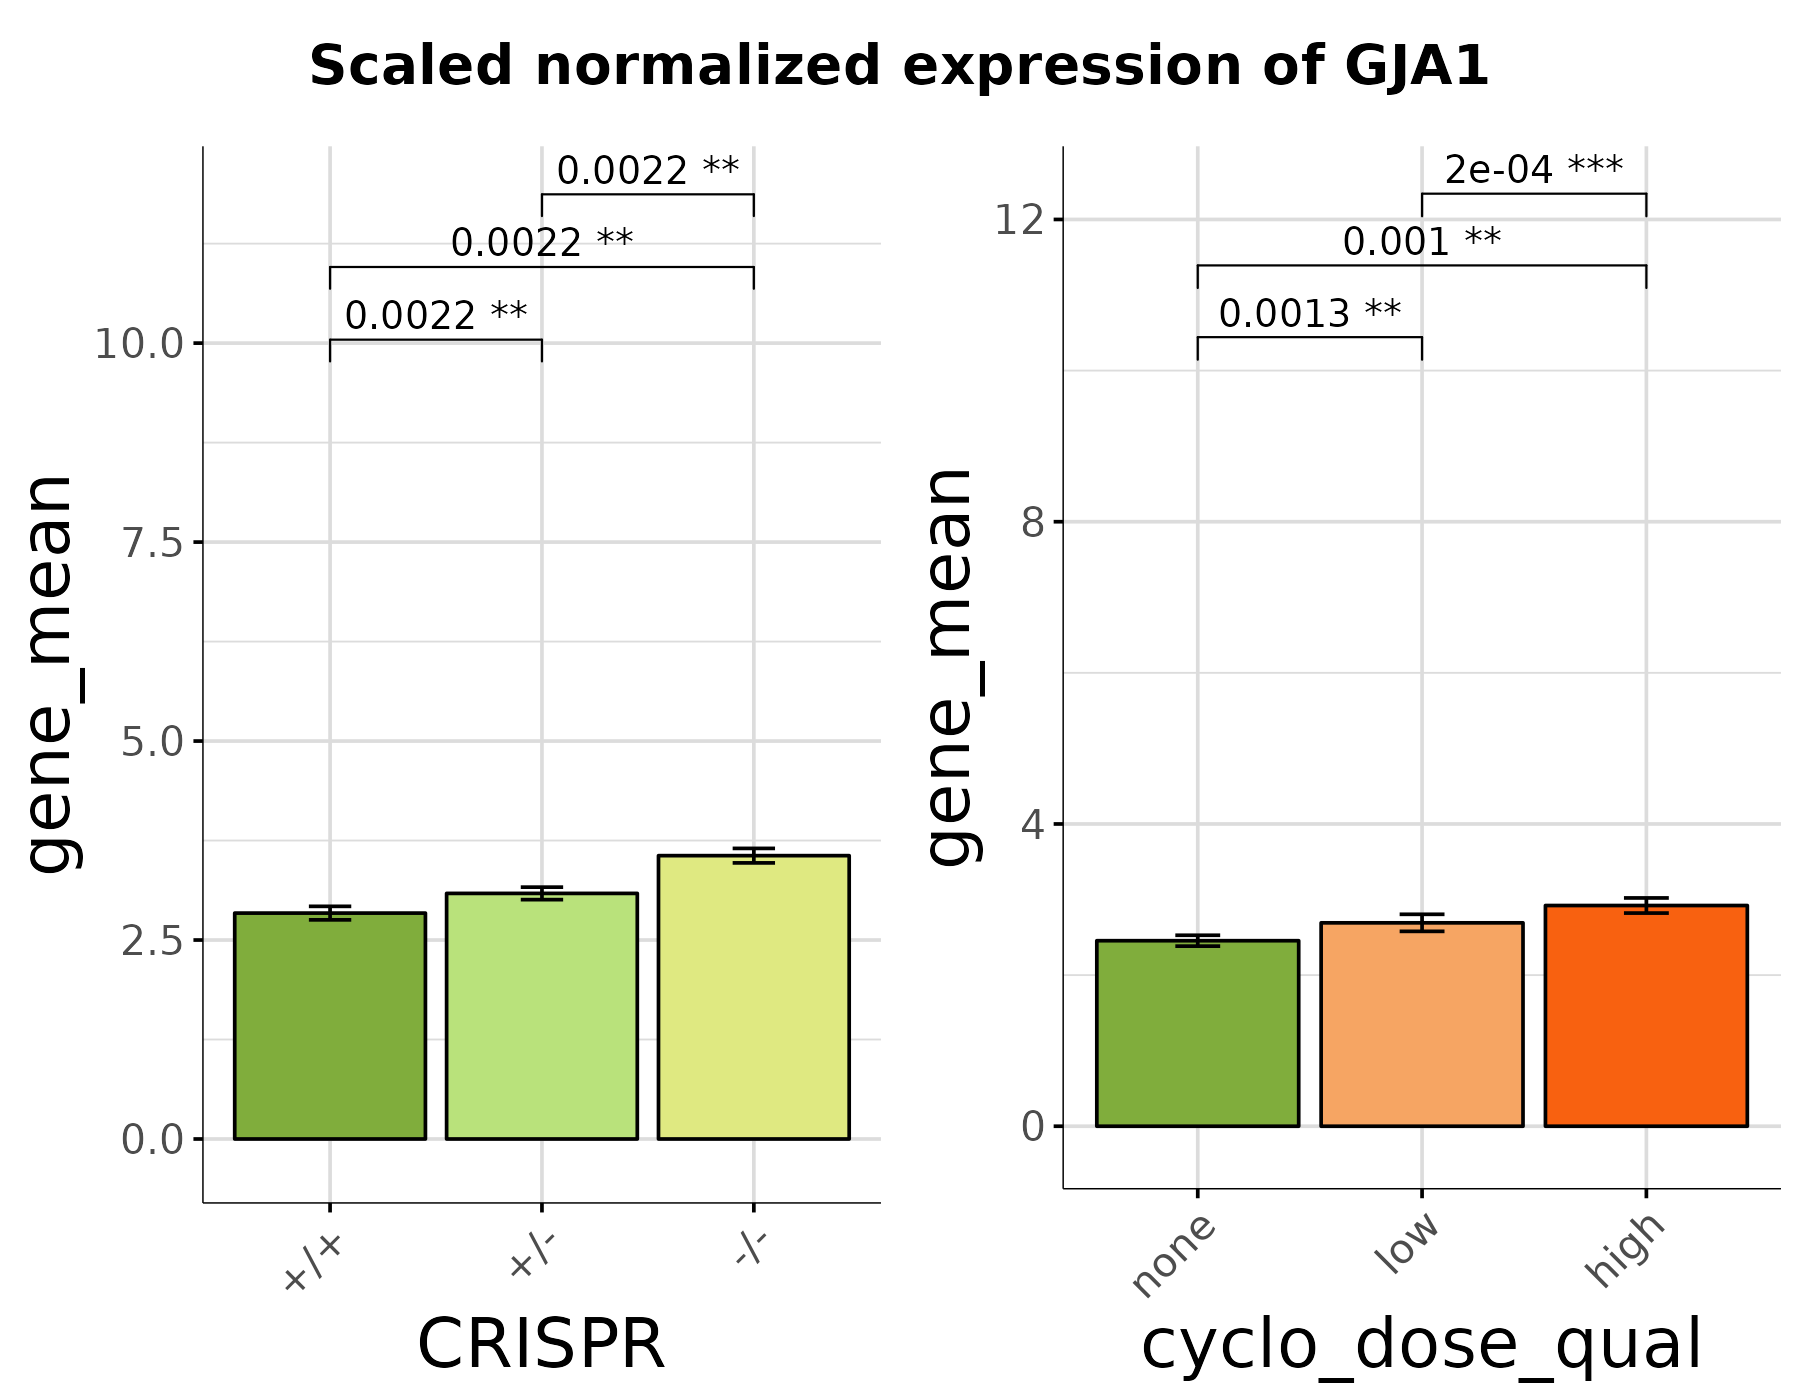 Scaled normalized expression of GJA1
0.0022 **
0.0022 **
0.0022 **
gene_mean
10.0
7.5
5.0
2.5
0.0
+/+
+/-
-/-
CRISPR
2e-04 ***
0.001 **
0.0013 **
gene_mean
12
8
4
0
none
low
high
cyclo_dose_qual